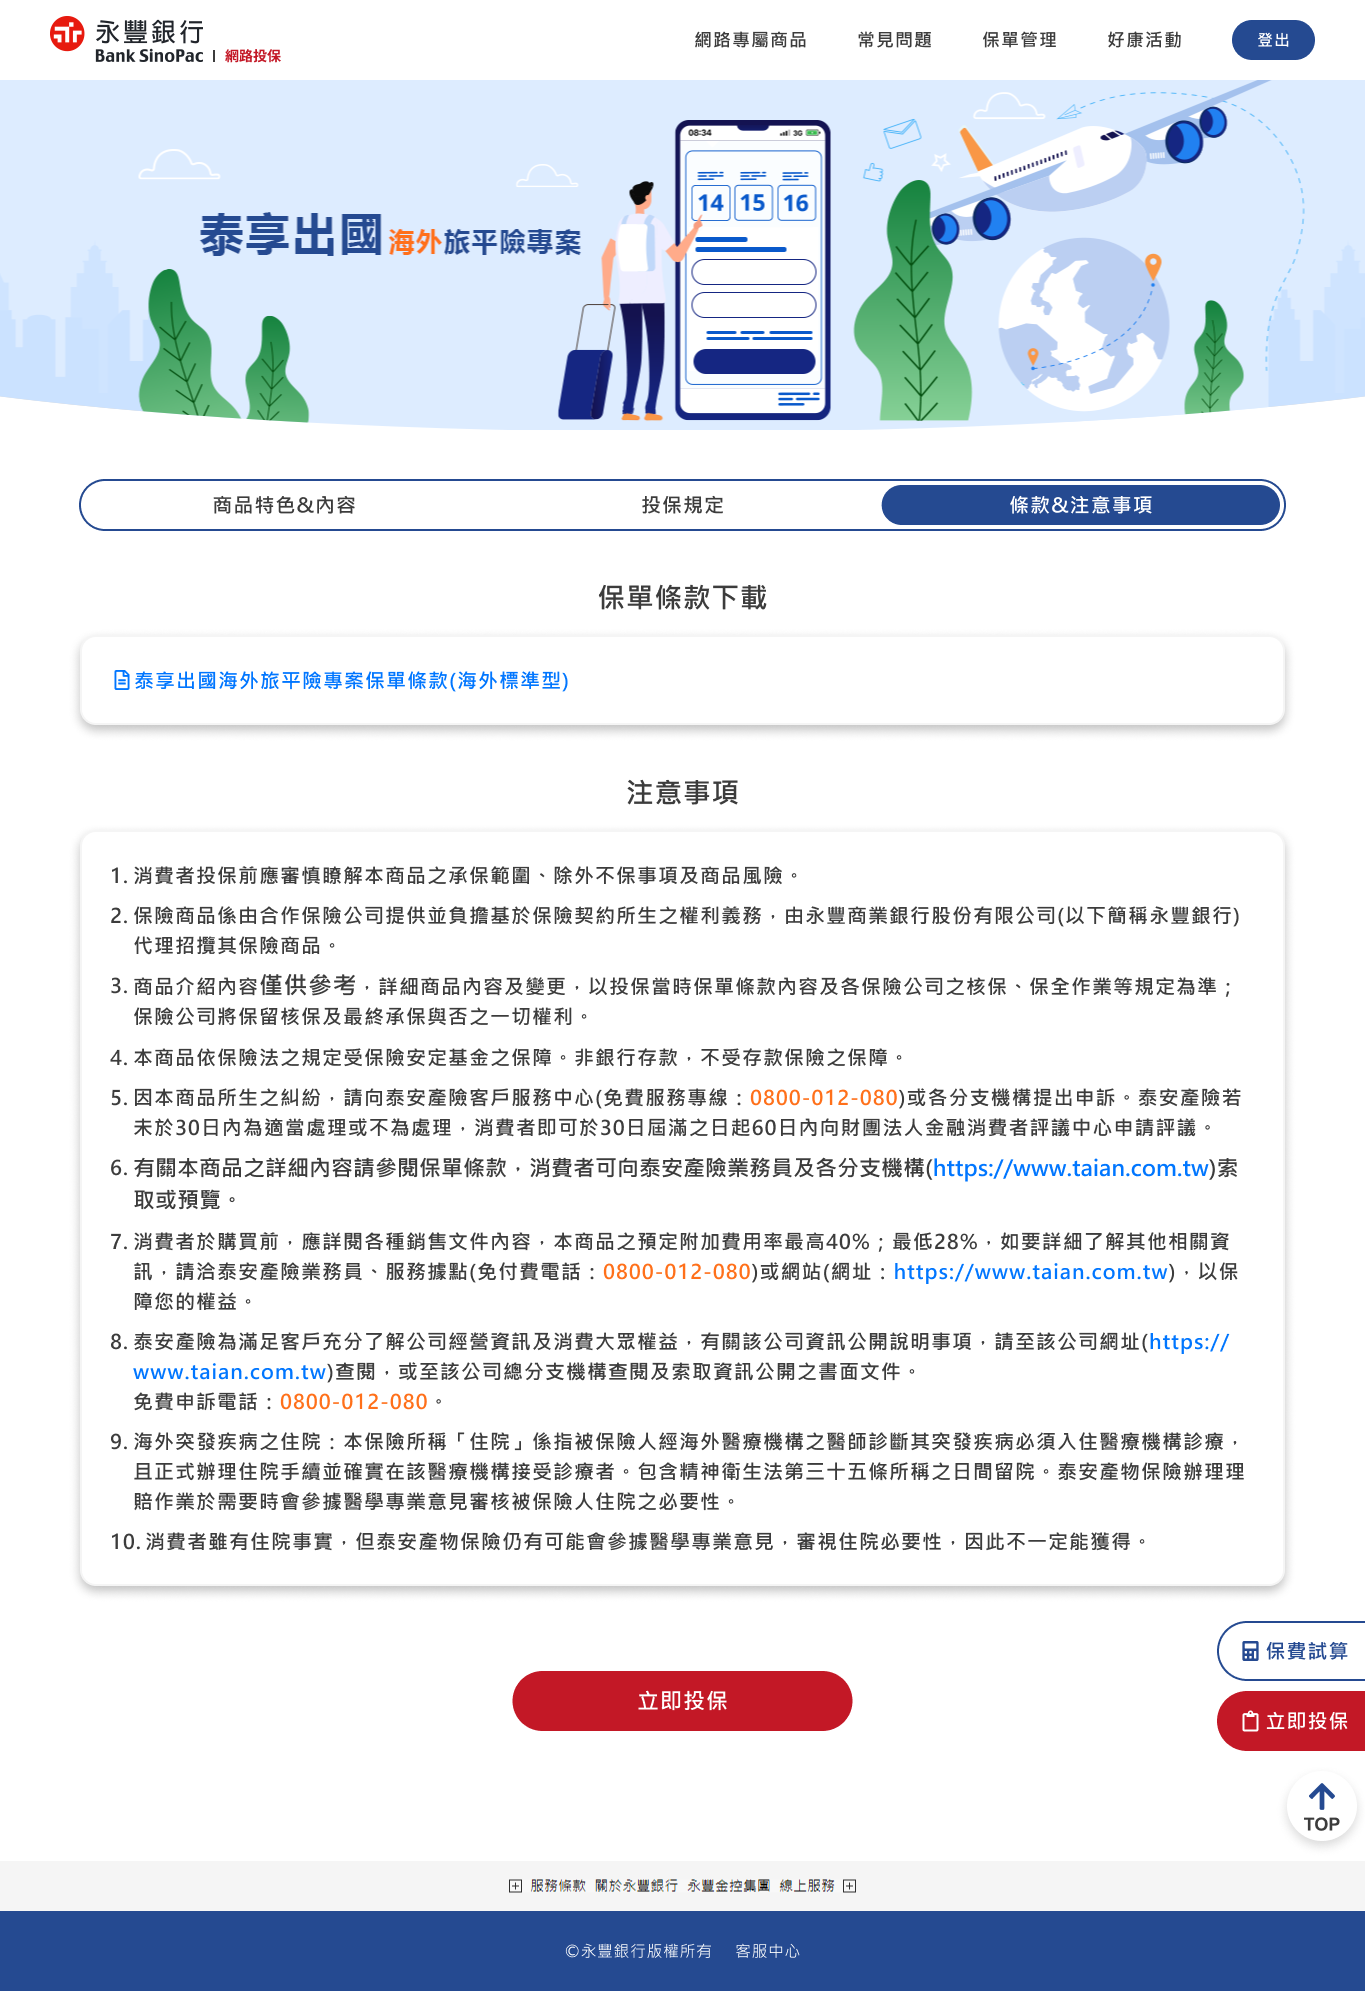 永豐銀行
Bank SinoPac | 網路投保
網路專屬商品 常見問題 保單管理 好康活動 登出
08:34 3G
14 15 16
泰享出國 海外旅平險專案
商品特色&內容 投保規定 條款&注意事項
保單條款下載
泰享出國海外旅平險專案保單條款(海外標準型)
注意事項
1. 消費者投保前應審慎瞭解本商品之承保範圍、除外不保事項及商品風險。
2. 保險商品係由合作保險公司提供並負擔基於保險契約所生之權利義務，由永豐商業銀行股份有限公司(以下簡稱永豐銀行)
代理招攬其保險商品。
3. 商品介紹內容僅供參考，詳細商品內容及變更，以投保當時保單條款內容及各保險公司之核保、保全作業等規定為準；
保險公司將保留核保及最終承保與否之一切權利。
4. 本商品依保險法之規定受保險安定基金之保障。非銀行存款，不受存款保險之保障。
5. 因本商品所生之糾紛，請向泰安產險客戶服務中心(免費服務專線：0800-012-080)或各分支機構提出申訴。泰安產險若
未於30日內為適當處理或不為處理，消費者即可於30日屆滿之日起60日內向財團法人金融消費者評議中心申請評議。
6. 有關本商品之詳細內容請參閱保單條款，消費者可向泰安產險業務員及各分支機構(https://www.taian.com.tw)索
取或預覽。
7. 消費者於購買前，應詳閱各種銷售文件內容，本商品之預定附加費用率最高40%；最低28%，如要詳細了解其他相關資
訊，請洽泰安產險業務員、服務據點(免付費電話：0800-012-080)或網站(網址：https://www.taian.com.tw)，以保
障您的權益。
8. 泰安產險為滿足客戶充分了解公司經營資訊及消費大眾權益，有關該公司資訊公開說明事項，請至該公司網址(https://
www.taian.com.tw)查閱，或至該公司總分支機構查閱及索取資訊公開之書面文件。
免費申訴電話：0800-012-080。
9. 海外突發疾病之住院：本保險所稱「住院」係指被保險人經海外醫療機構之醫師診斷其突發疾病必須入住醫療機構診療，
且正式辦理住院手續並確實在該醫療機構接受診療者。包含精神衛生法第三十五條所稱之日間留院。泰安產物保險辦理理
賠作業於需要時會參據醫學專業意見審核被保險人住院之必要性。
10. 消費者雖有住院事實，但泰安產物保險仍有可能會參據醫學專業意見，審視住院必要性，因此不一定能獲得。
保費試算
立即投保
立即投保
TOP
服務條款 關於永豐銀行 永豐金控集團 線上服務
©永豐銀行版權所有 客服中心